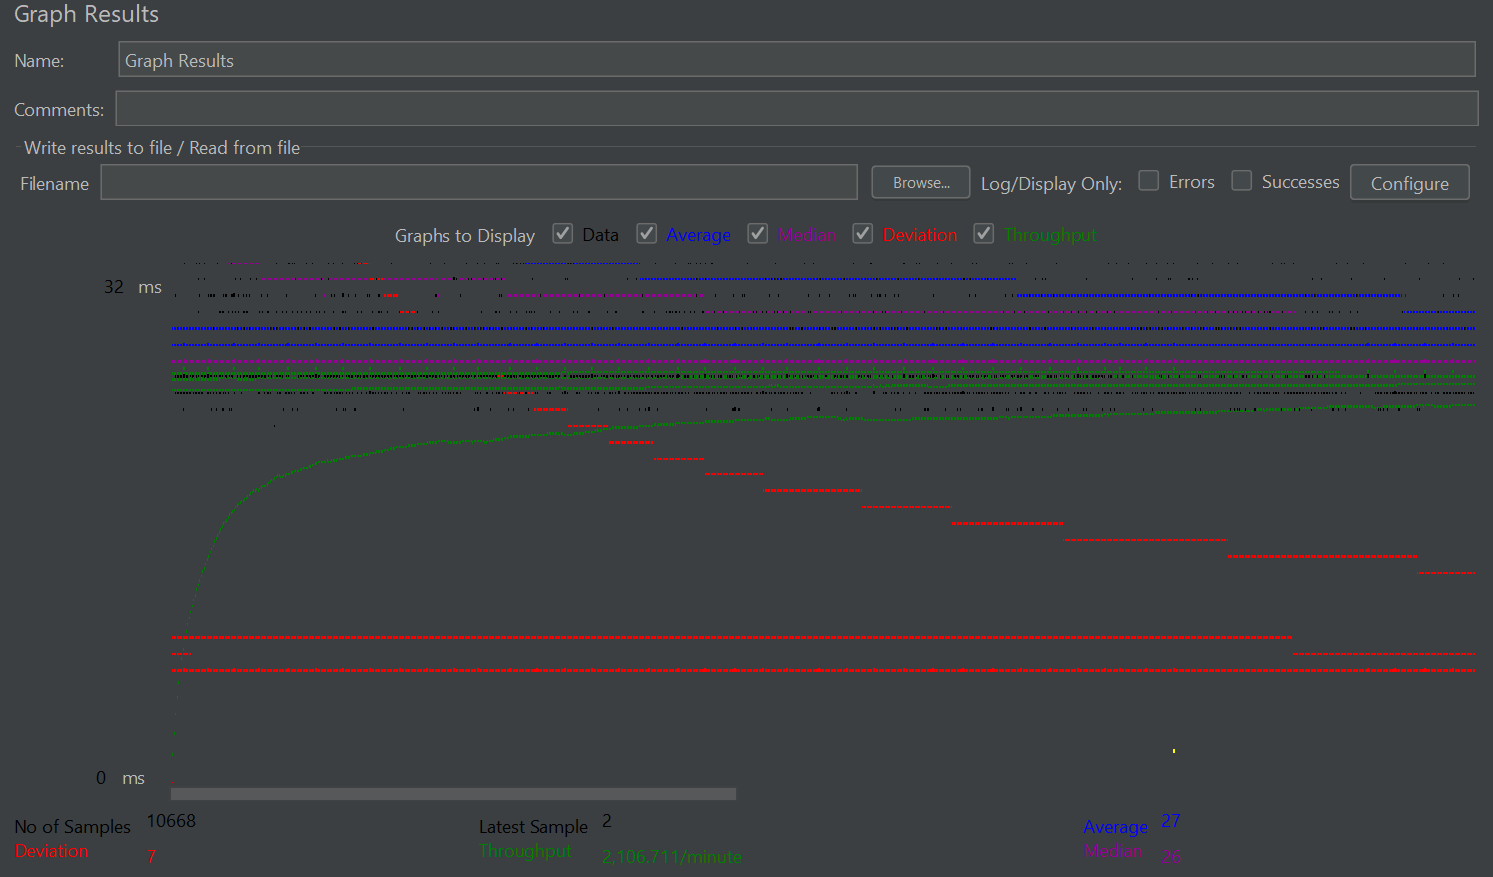 Graph Results
Name: Graph Results
Comments:
Write results to file / Read from file
Filename Browse... Log/Display Only: Errors Successes Configure
Graphs to Display Data Average Median Deviation Throughput
32 ms
0 ms
No of Samples 10668 Latest Sample 2 Average 27
Deviation 7 Throughput 2,106.711/minute Median 26